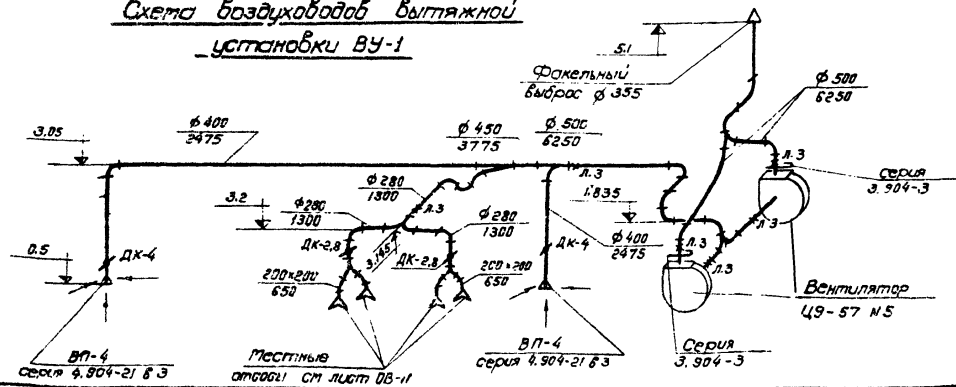 Схема воздуховодов вытяжной
установки ВУ-1
5.1
Факельный
выброс ф 355
ф 500
6250
3,05
ф 400
2475
ф 450
3775
ф 500
6250
л.3
л.3
серия
3.904-3
ф 280
1300
л.3
1.835
3.2
ф280
1300
ф 280
1300
0.5
ДК-4
ДК-2,8
3.145
ДК-2,8
ДК-4
ф 400
2475
л.3
л.3
л.3
200×200
650
200×200
650
Вентилятор
Ц9-57 №5
ВП-4
серия 4.904-21 в 3
Местные
отсосы см лист ОВ-11
ВП-4
серия 4.904-21 в 3
Серия
3.904-3